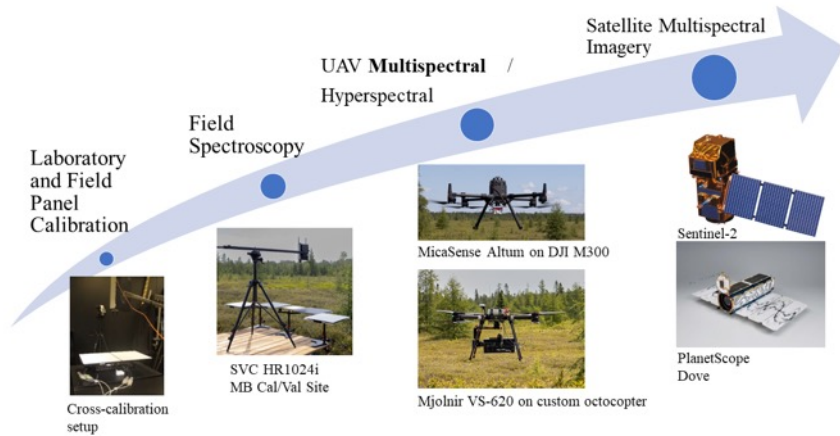 Satellite Multispectral
Imagery
UAV Multispectral /
Hyperspectral
Field
Spectroscopy
Laboratory
and Field
Panel
Calibration
MicaSense Altum on DJI M300
Sentinel-2
SVC HR1024i
MB Cal/Val Site
Mjolnir VS-620 on custom octocopter
PlanetScope
Dove
Cross-calibration
setup